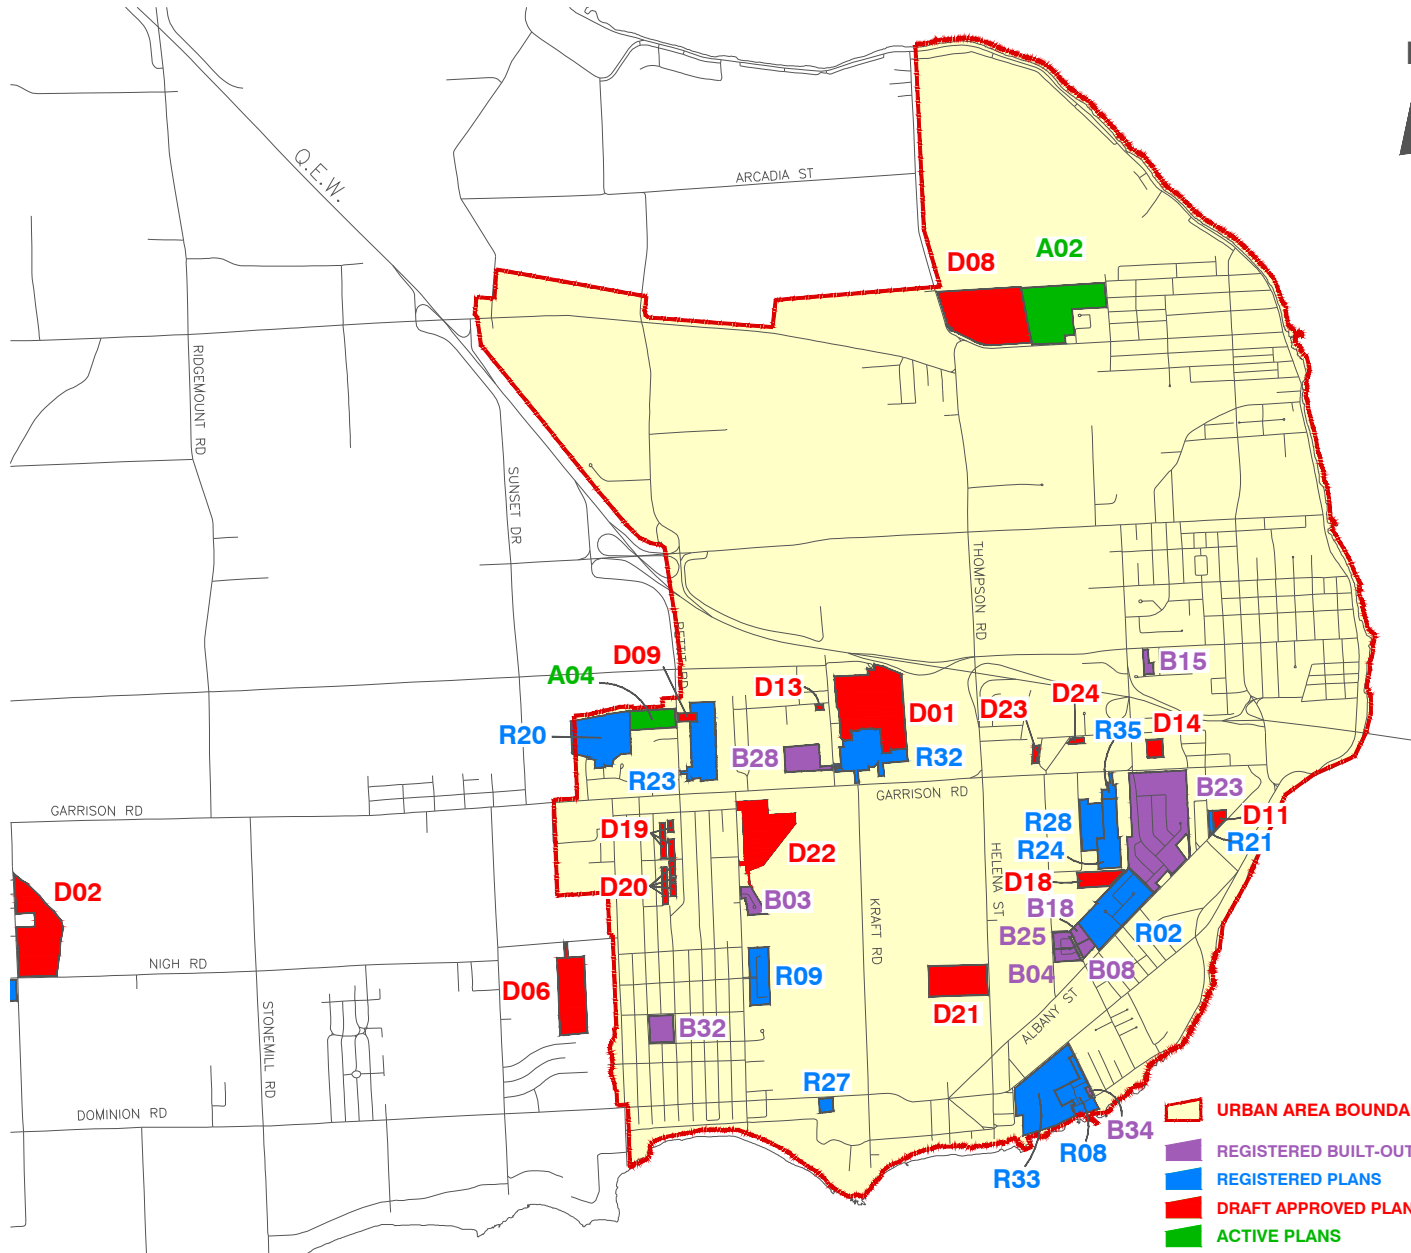 Q.E.W.
ARCADIA ST
A02
D08
RIDGEMOUNT RD
SUNSET DR
THOMPSON RD
D09
B15
A04
D13
D24
D23
D01
R35
D14
R20
B28
R32
R23
B23
GARRISON RD
GARRISON RD
D11
R28
D19
R21
R24
D22
HELENA ST
D18
D20
D02
B03
B18
KRAFT RD
R02
B25
NIGH RD
B08
B04
R09
D06
D21
ALBANY ST
B32
STONEMILL RD
R27
DOMINION RD
URBAN AREA BOUNDA
B34
REGISTERED BUILT-OUT
R08
R33
REGISTERED PLANS
DRAFT APPROVED PLAN
ACTIVE PLANS